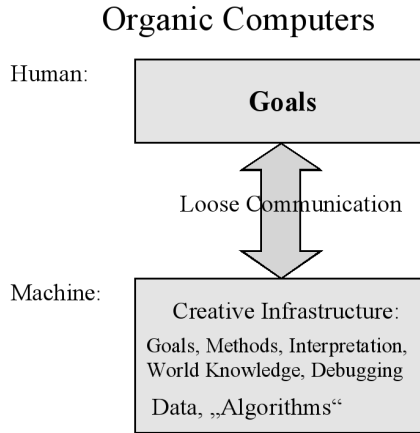 Organic Computers
Human:
Goals
Loose Communication
Machine:
Creative Infrastructure:
Goals, Methods, Interpretation,
World Knowledge, Debugging
Data, „Algorithms“